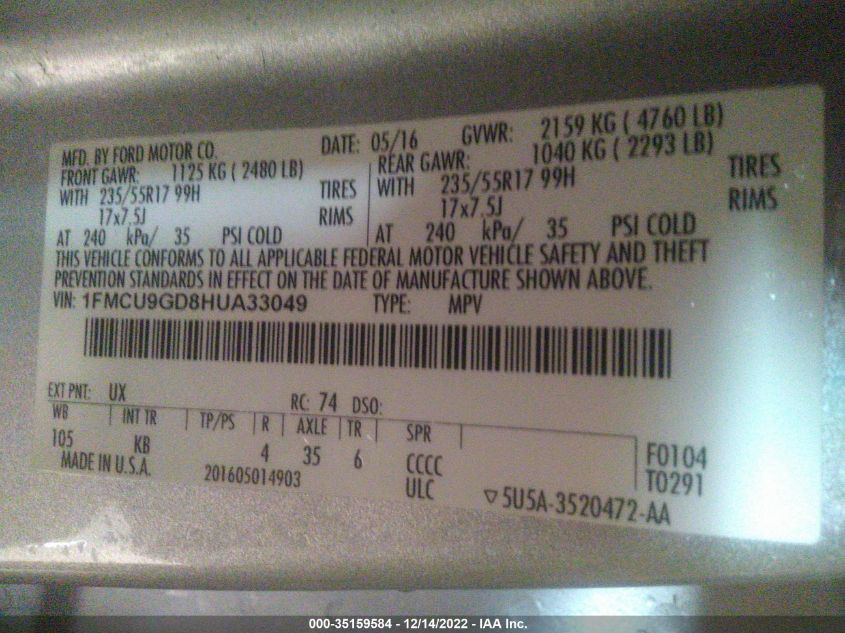 MFD. BY FORD MOTOR CO. DATE: 05/16 GVWR: 2159 KG ( 4760 LB)
FRONT GAWR: 1125 KG ( 2480 LB) REAR GAWR: 1040 KG ( 2293 LB)
WITH 235/55R17 99H TIRES WITH 235/55R17 99H TIRES
17x7.5J RIMS 17x7.5J RIMS
AT 240 kPa/ 35 PSI COLD AT 240 kPa/ 35 PSI COLD
THIS VEHICLE CONFORMS TO ALL APPLICABLE FEDERAL MOTOR VEHICLE SAFETY AND THEFT
PREVENTION STANDARDS IN EFFECT ON THE DATE OF MANUFACTURE SHOWN ABOVE.
VIN: 1FMCU9GD8HUA33049 TYPE: MPV
EXT PNT: UX RC: 74 DSO:
WB INT TR TP/PS R AXLE TR SPR
105 KB 4 35 6 CCCC F0104
MADE IN U.S.A. 201605014903 ULC T0291
▽5U5A-3520472-AA
000-35159584 - 12/14/2022 - IAA Inc.